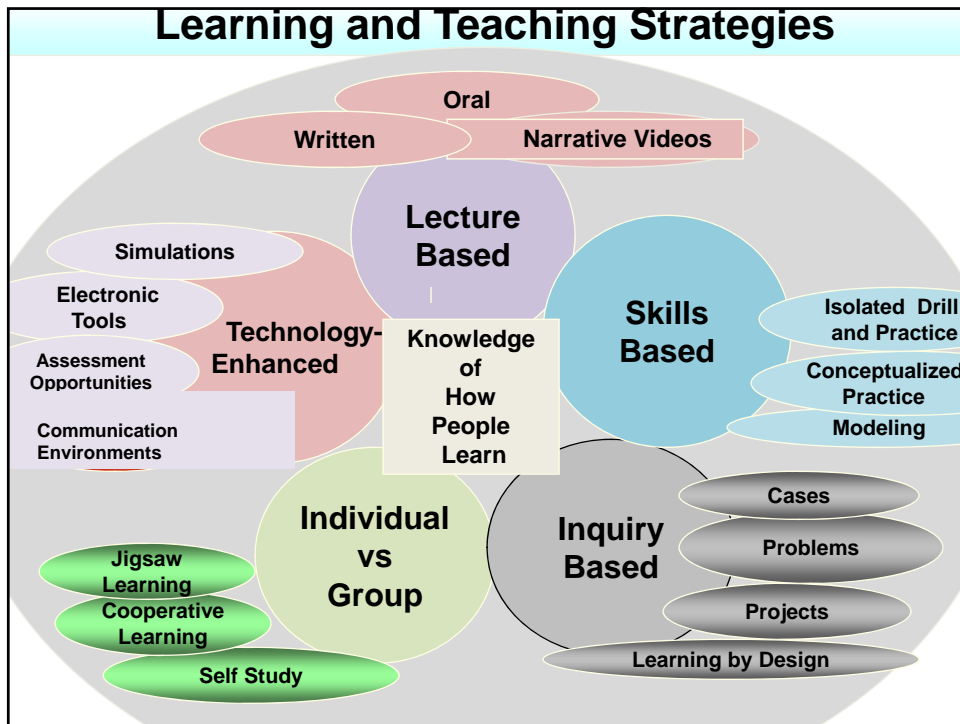 Learning and Teaching Strategies
Oral
Written
Narrative Videos
Lecture
Based
Simulations
Electronic
Tools
Assessment
Opportunities
Communication
Environments
Technology-
Enhanced
Knowledge
of
How
People
Learn
Skills
Based
Isolated Drill
and Practice
Conceptualized
Practice
Modeling
Individual
vs
Group
Jigsaw
Learning
Cooperative
Learning
Self Study
Inquiry
Based
Cases
Problems
Projects
Learning by Design